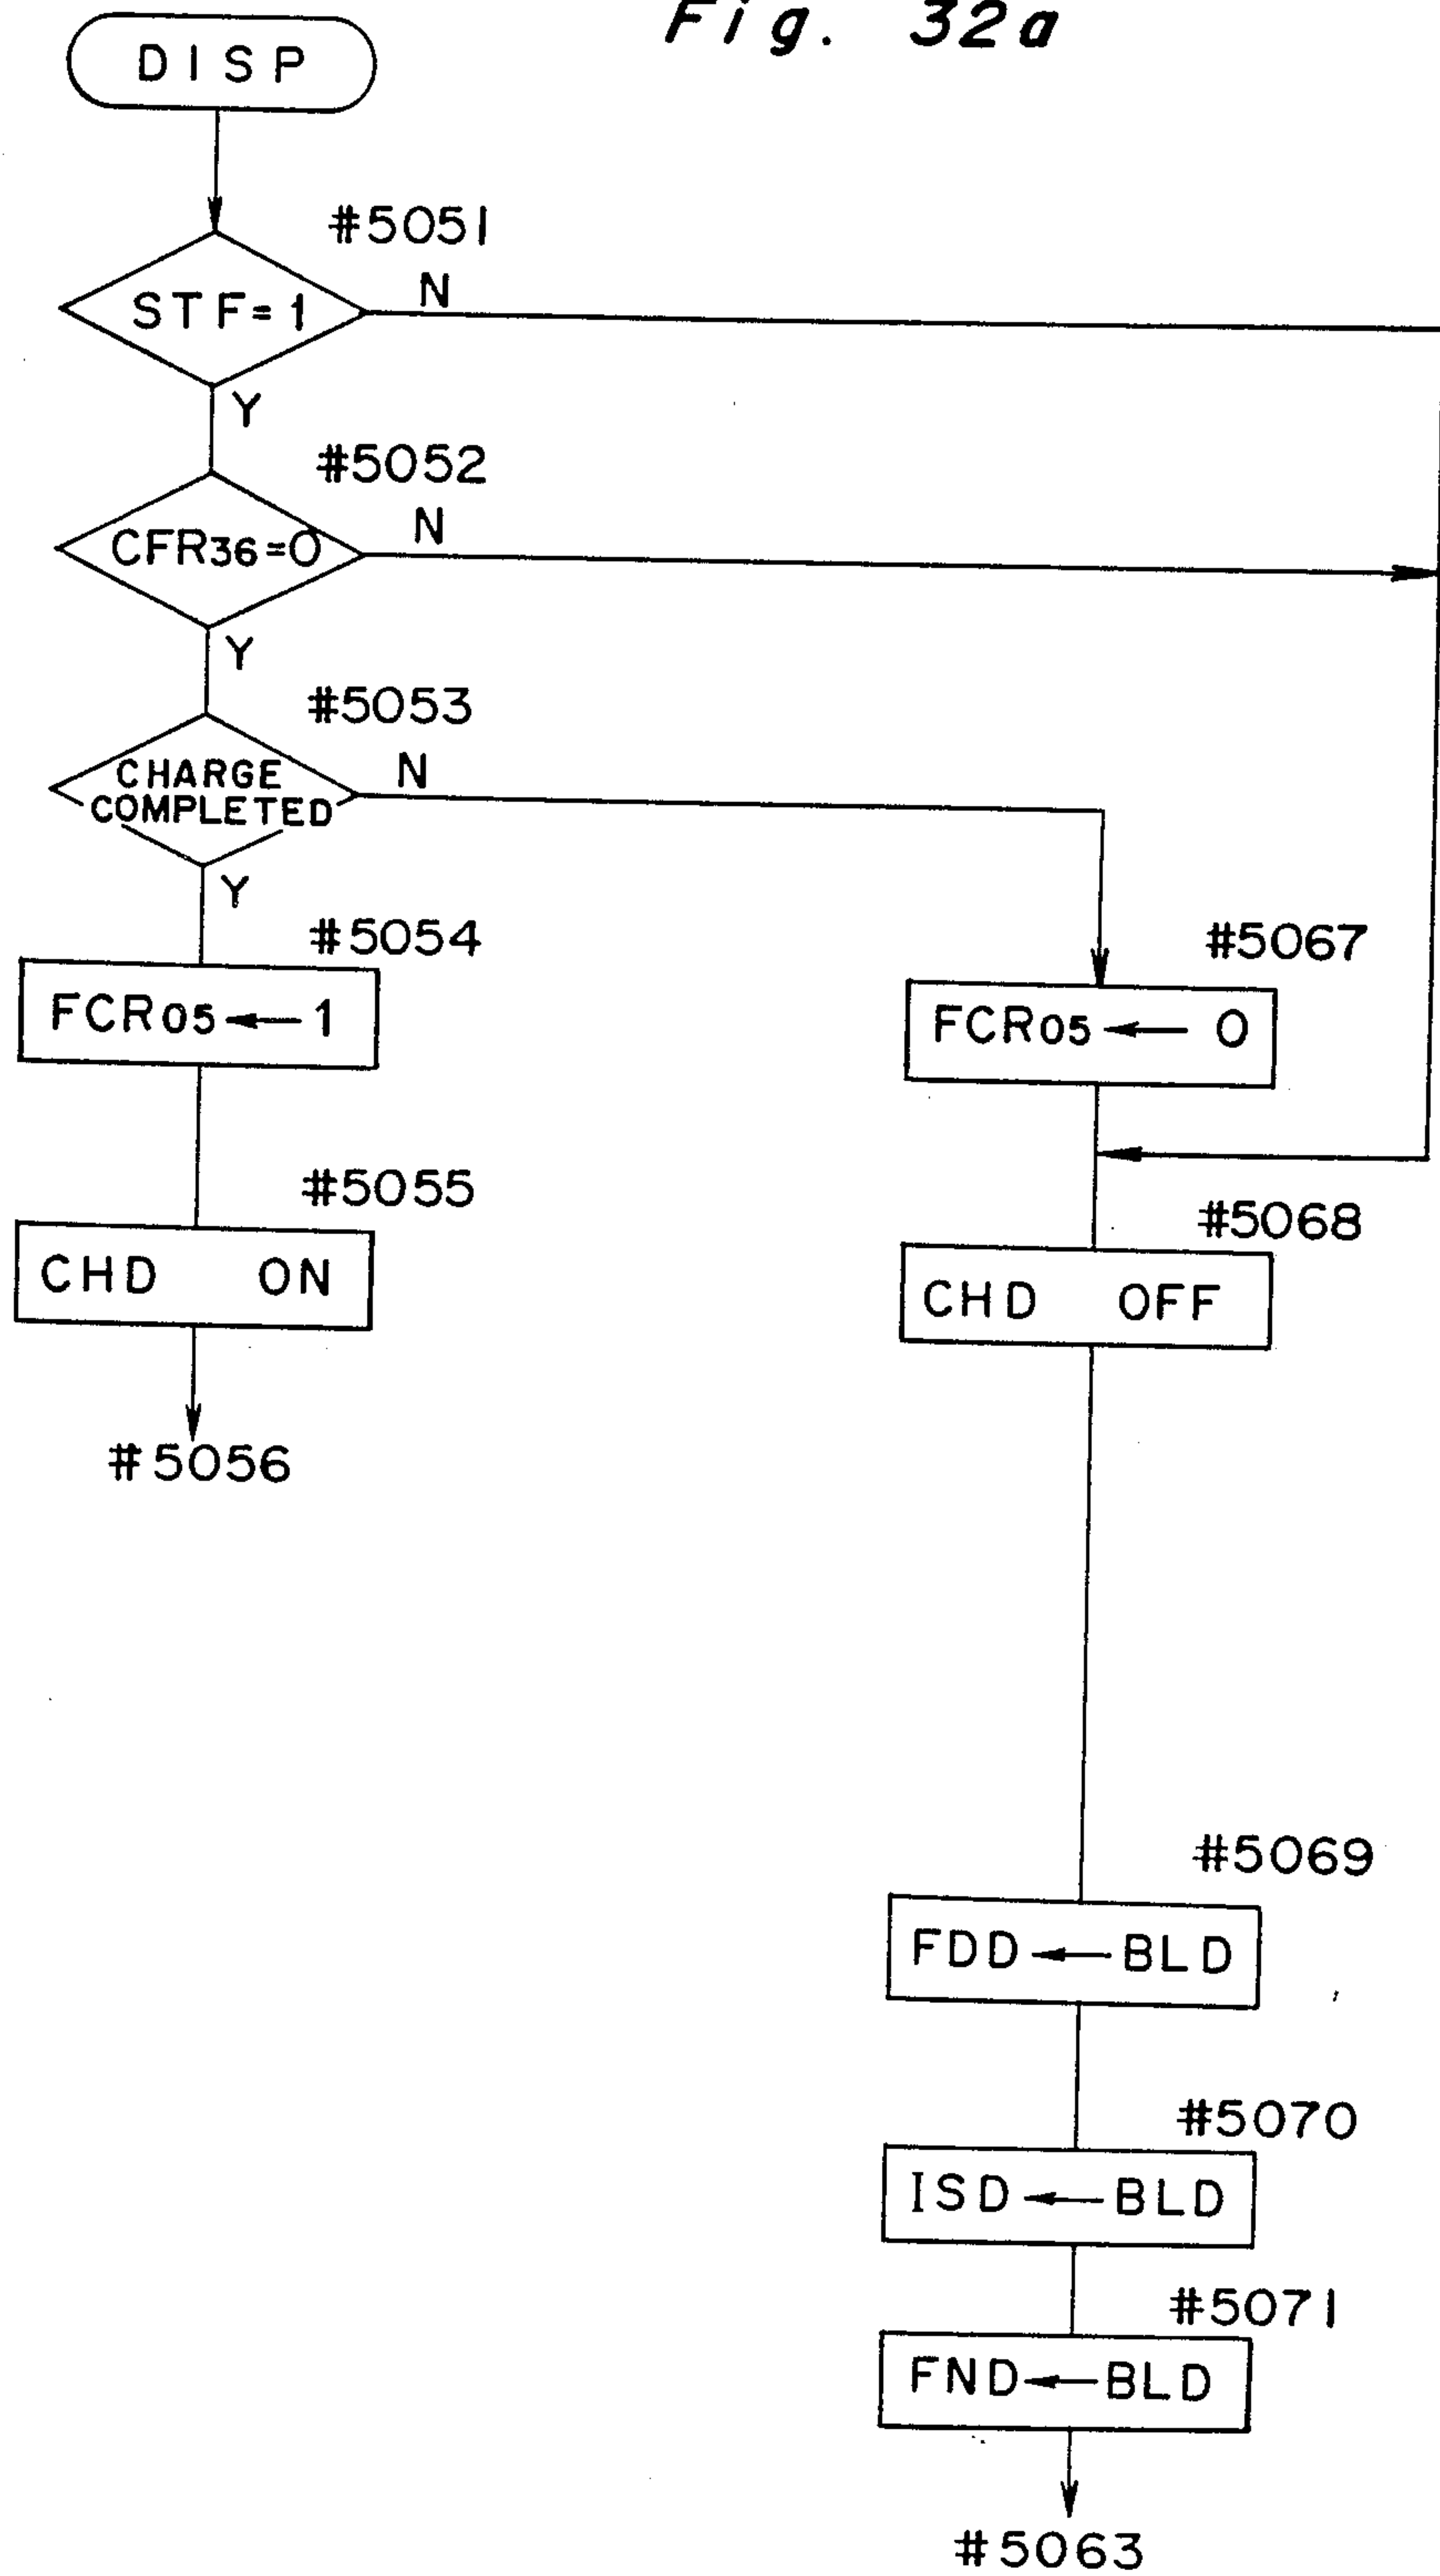 Fig. 32a
DISP
#5051
STF=1
N
Y
#5052
CFR36=0
N
Y
#5053
CHARGE
COMPLETED
N
Y
#5054
FCR05←1
#5055
CHD ON
#5056
#5067
FCR05←0
#5068
CHD OFF
#5069
FDD←BLD
#5070
ISD←BLD
#5071
FND←BLD
#5063